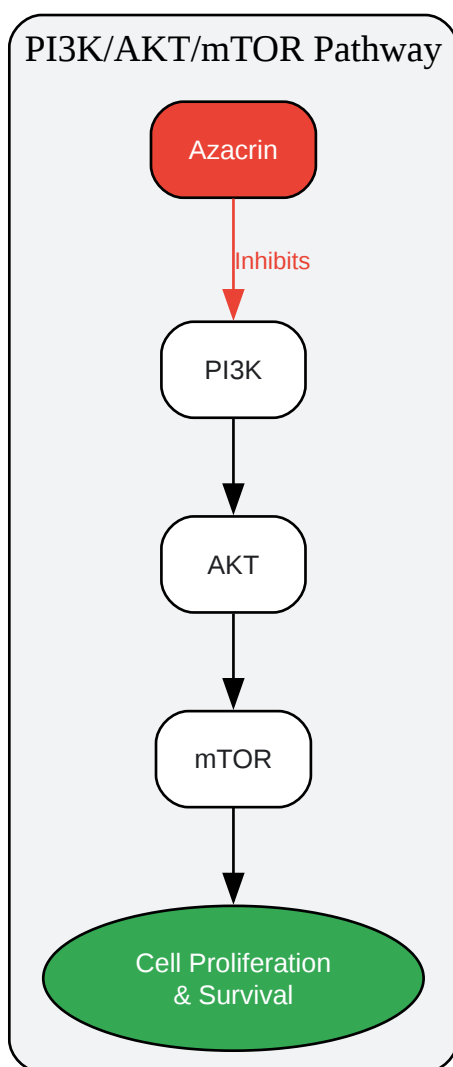 PI3K/AKT/mTOR Pathway
Azacrin
Inhibits
PI3K
AKT
mTOR
Cell Proliferation
& Survival